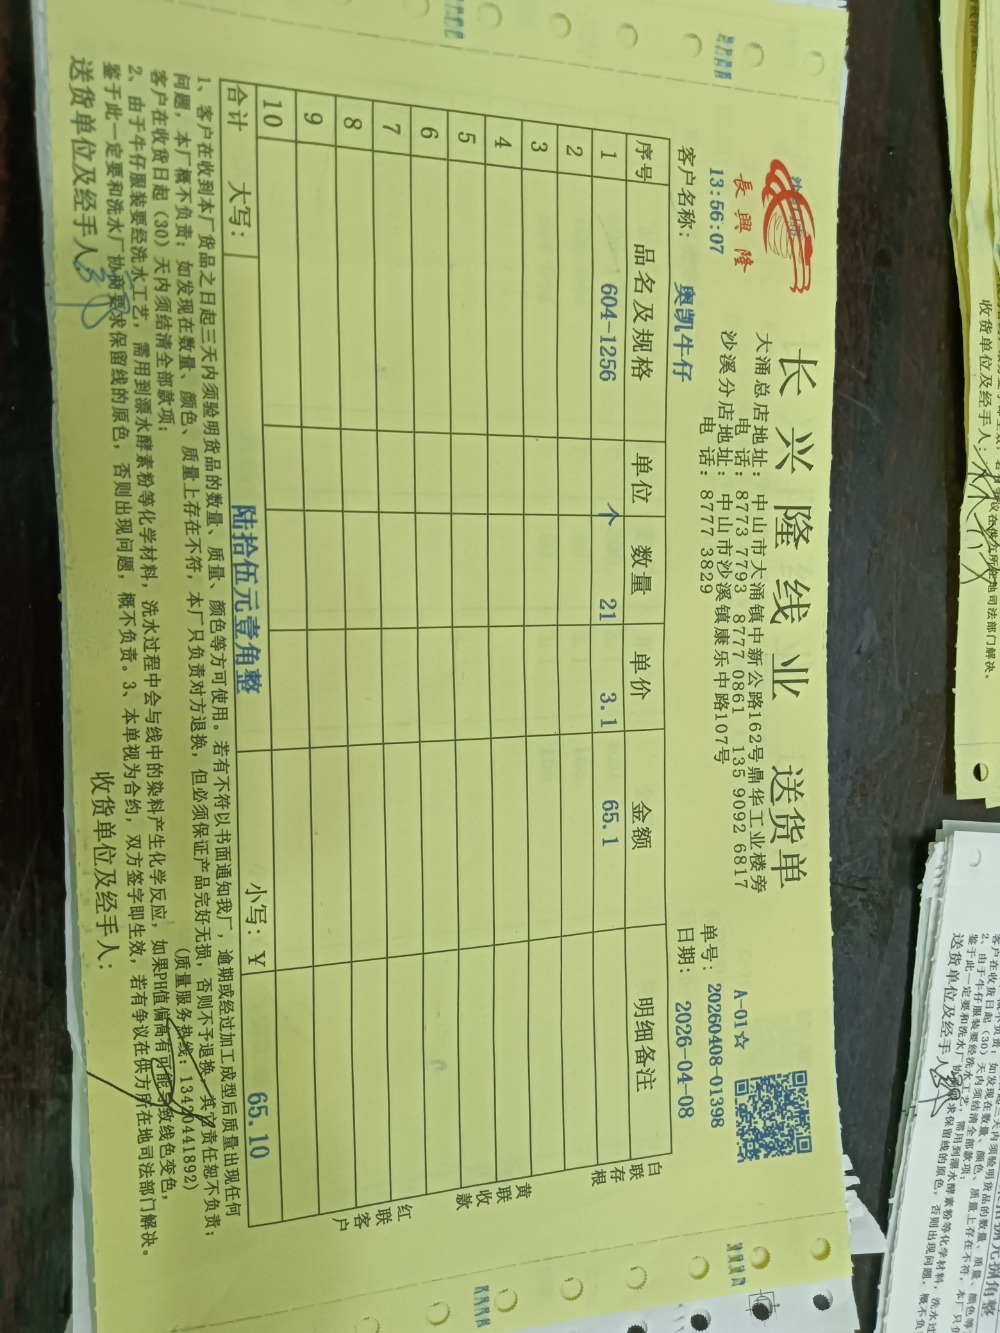 长兴隆线业 送货单
長興隆
13:56:07
大涌总店地址：中山市大涌镇中新公路162号鼎华工业楼旁
电 话：8773 7793 8777 0861 135 9092 6817
沙溪分店地址：中山市沙溪镇康乐中路107号
电 话：8777 3829
A-01☆
单号：20260408-01398
客户名称：奥凯牛仔
日期：2026-04-08
序号 品名及规格 单位 数量 单价 金额 明细备注
1 604-1256 个 21 3.1 65.1
2
3
4
5
6
7
8
9
10
合计 大写：陆拾伍元壹角整 小写：￥ 65.10
白联存根
黄联收款
红联客户
1、客户在收到本厂货品之日起三天内须验明货品的数量、质量、颜色等方可使用。若有不符以书面通知我厂，逾期或经过加工成型后质量出现任何
问题，本厂概不负责；如发现在数量、颜色、质量上存在不符，本厂只负责对方退换，但必须保证产品完好无损，否则不予退换，其它责任恕不负责；
客户在收货日起（30）天内须结清全部款项；
(质量服务热线：13420441892)
2、由于牛仔服装要经洗水工艺，需用到漂水酵素粉等化学材料，洗水过程中会与线中的染料产生化学反应，如果PH值偏高有可能导致线色变色，
鉴于此一定要和洗水厂协商要求保留线的原色，否则出现问题，概不负责。3、本单视为合约，双方签字即生效，若有争议在供方所在地司法部门解决。
送货单位及经手人：
收货单位及经手人：
收货单位及经手人：